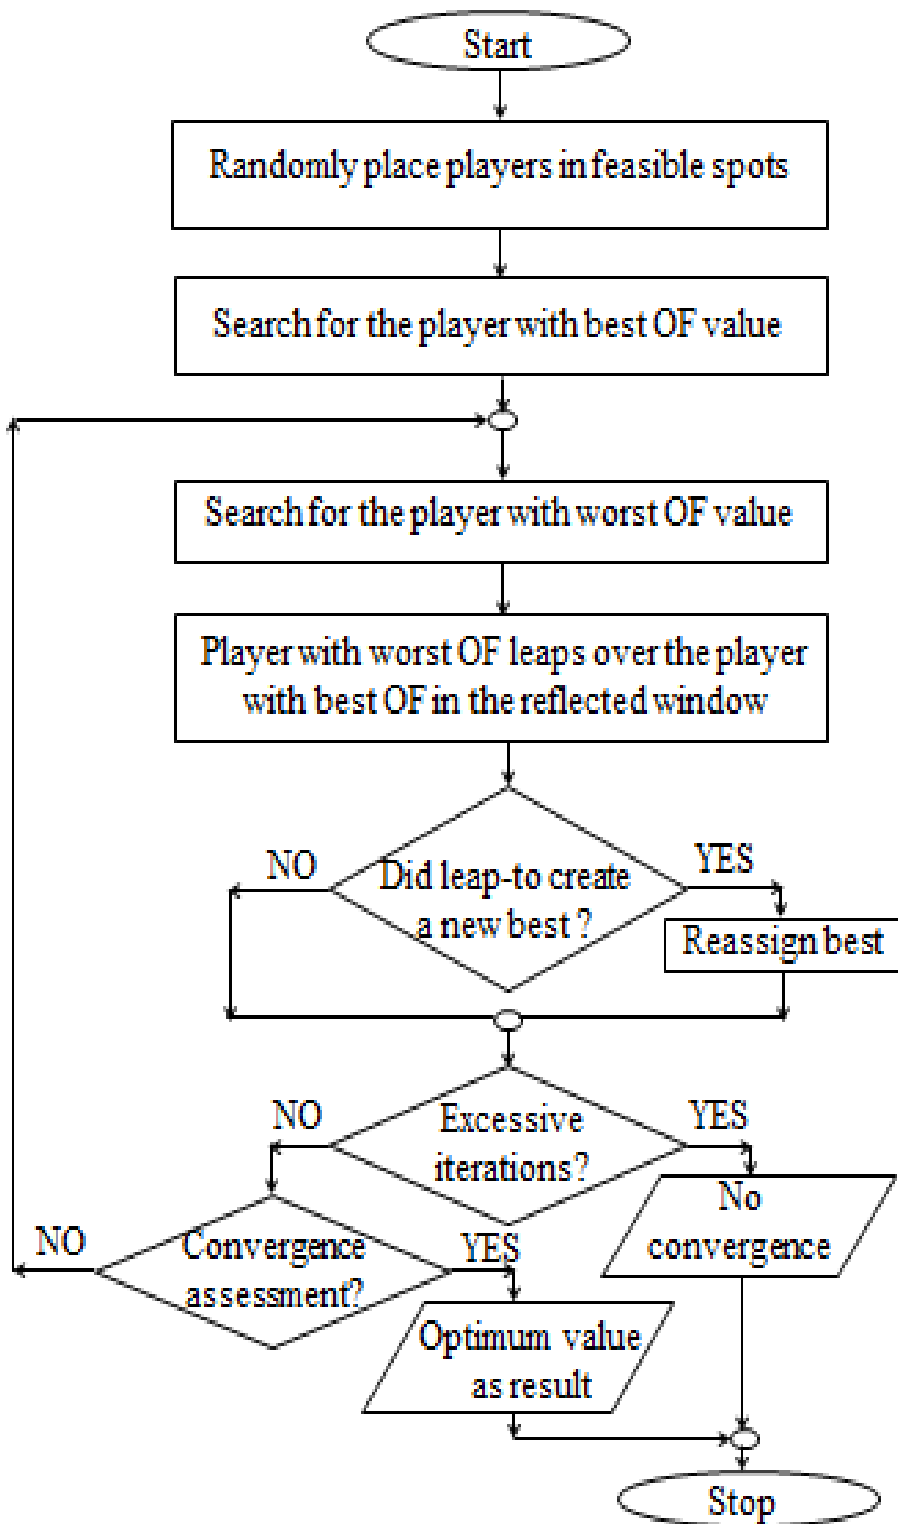 Start
Randomly place players in feasible spots
Search for the player with best OF value
Search for the player with worst OF value
Player with worst OF leaps over the player
with best OF in the reflected window
NO
YES
Did leap-to create
a new best ?
Reassign best
NO
YES
Excessive
iterations?
No
convergence
NO
YES
Convergence
assessment?
Optimum value
as result
Stop